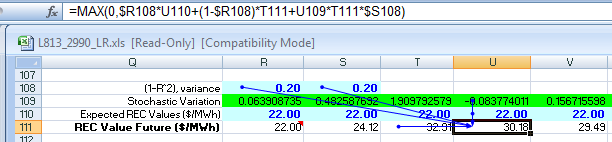 fx =MAX(0,$R108*U110+(1-$R108)*T111+U109*T111*$S108)
L813_2990_LR.xls [Read-Only] [Compatibility Mode]
Q R S T U V
107
108 (1-R^2), variance 0.20 0.20
109 Stochastic Variation 0.063908735 0.482587692 1.909792579 -0.083774011 0.156715598
110 Expected REC Values ($/MWh) 22.00 22.00 22.00 22.00 22.00
111 REC Value Future ($/MWh) 22.00 24.12 32.91 30.18 29.49